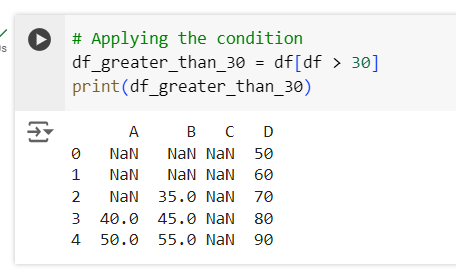 # Applying the condition
df_greater_than_30 = df[df > 30]
print(df_greater_than_30)
A B C D
0 NaN NaN NaN 50
1 NaN NaN NaN 60
2 NaN 35.0 NaN 70
3 40.0 45.0 NaN 80
4 50.0 55.0 NaN 90